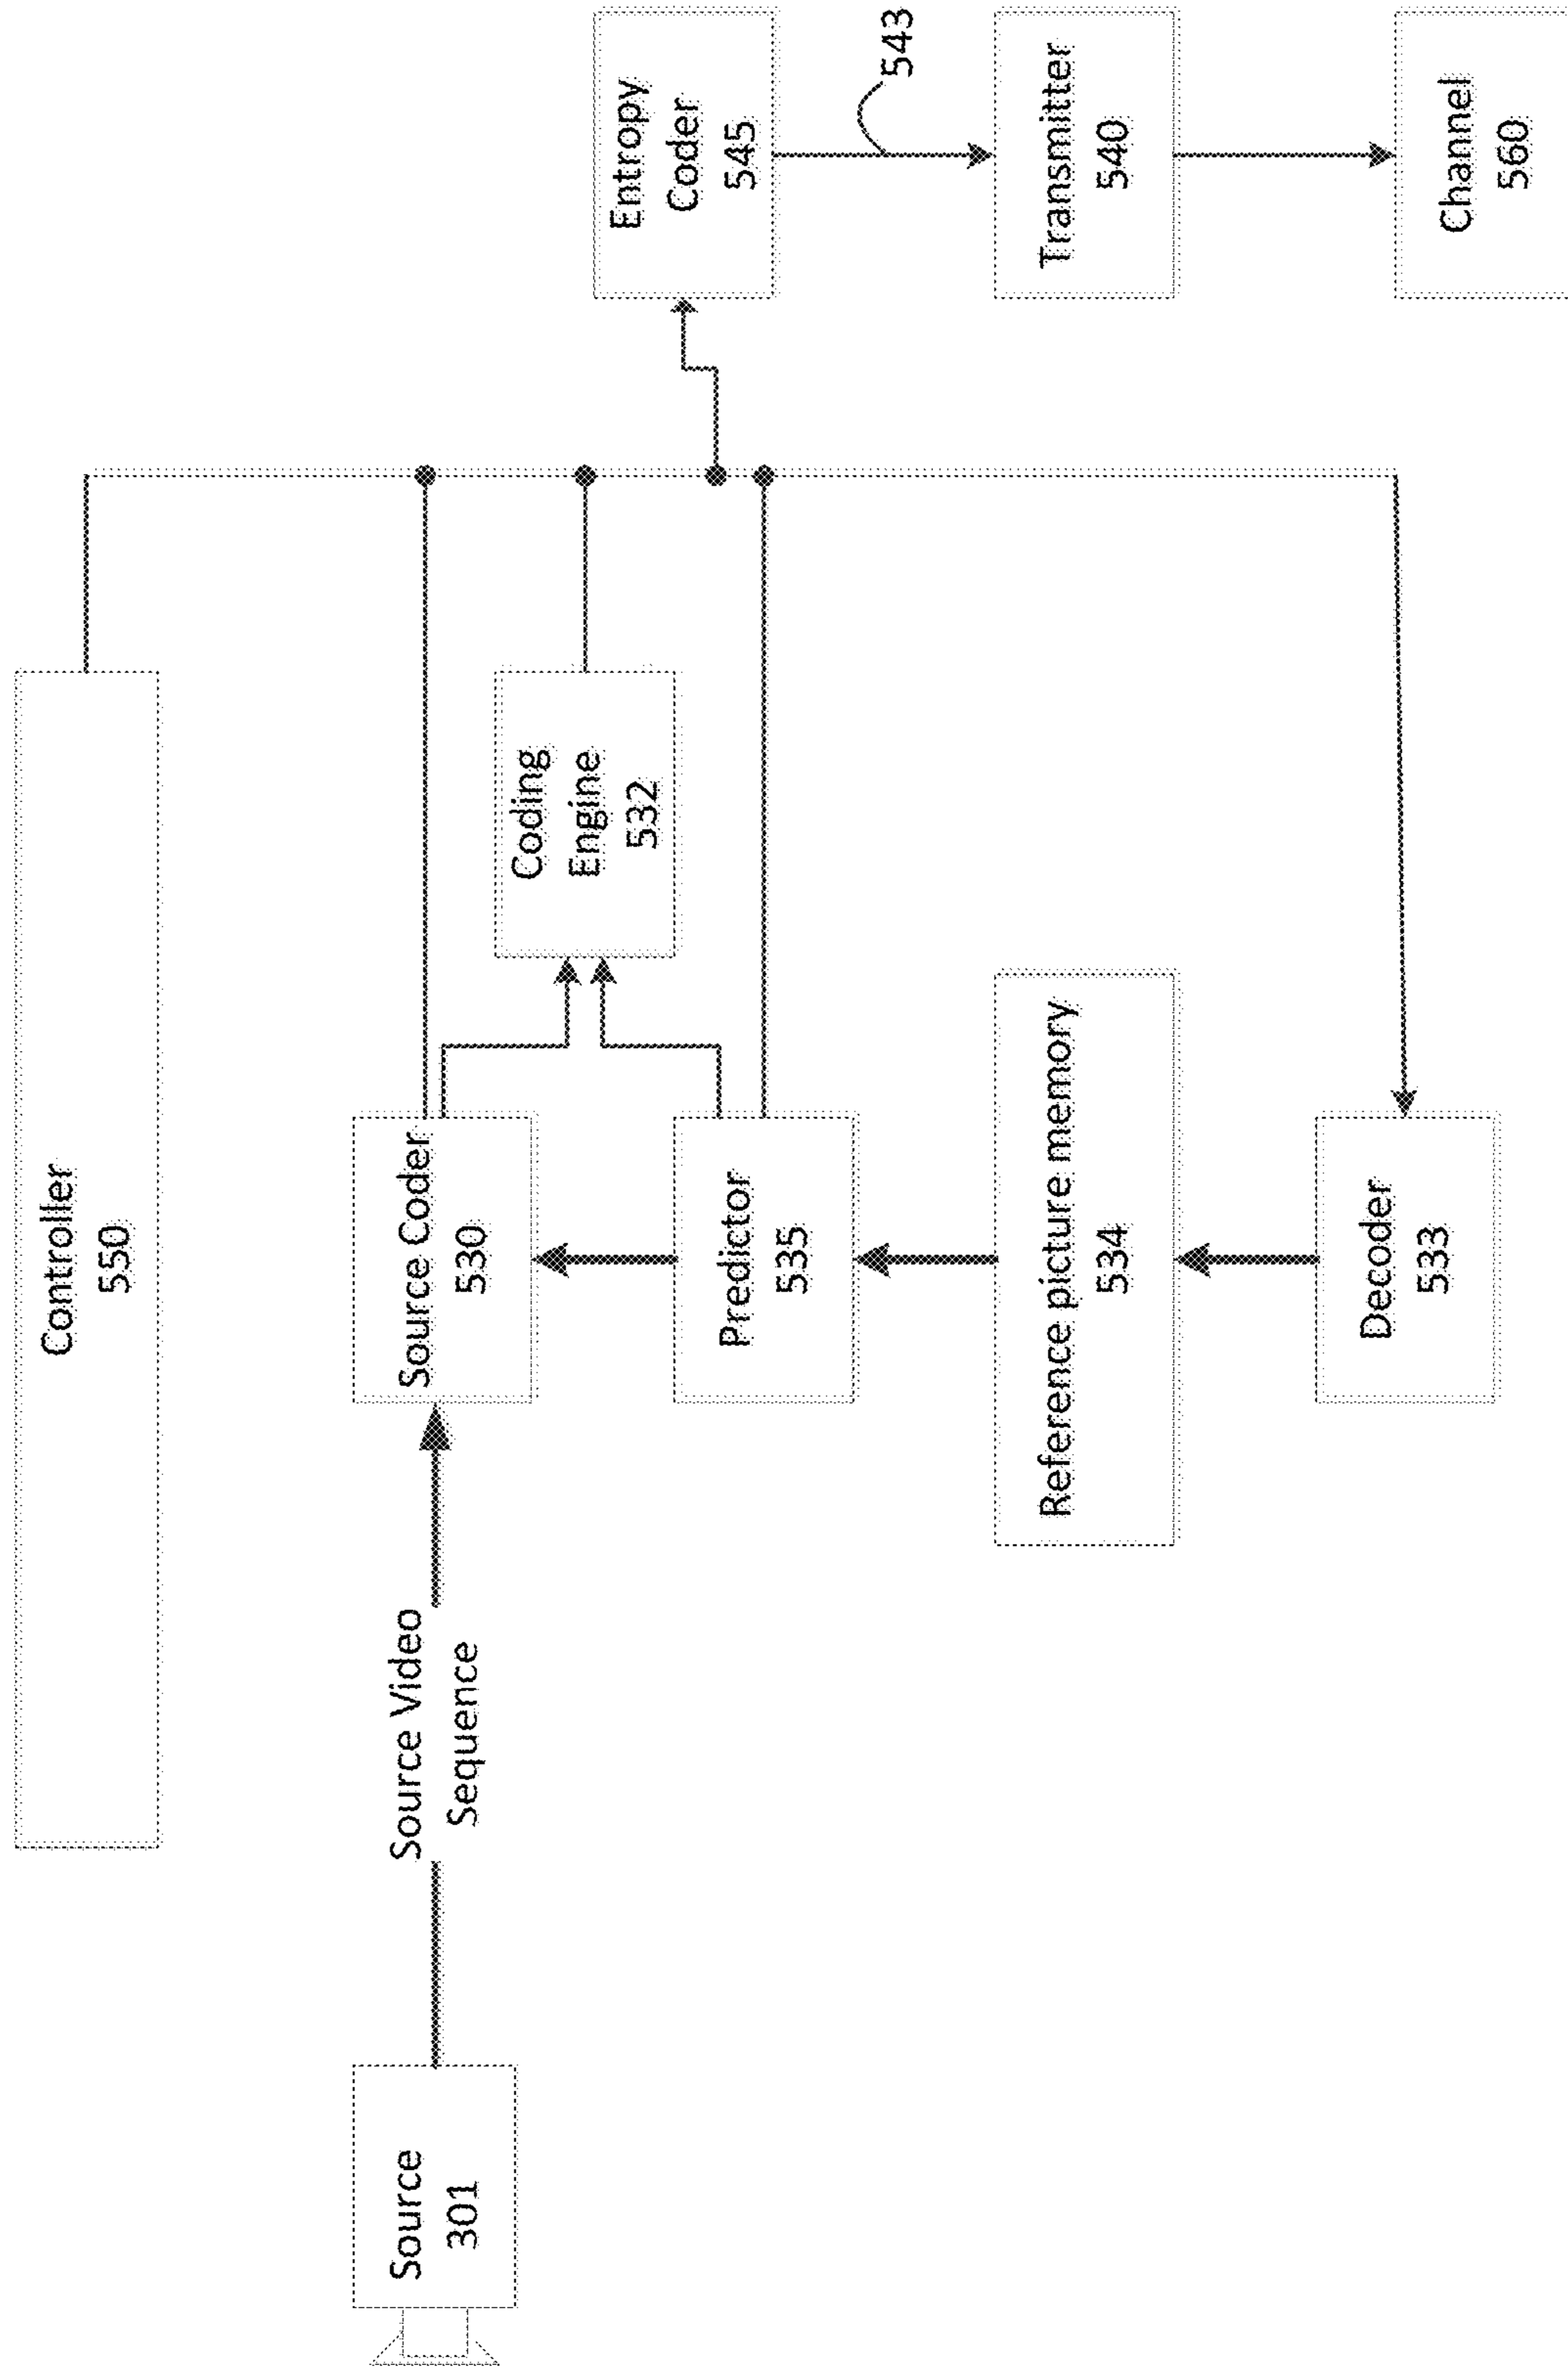 Controller
550
Source
301
Source Video
Sequence
Source Coder
530
Coding
Engine
532
Entropy
Coder
545
543
Predictor
535
Reference picture memory
534
Transmitter
540
Decoder
533
Channel
560